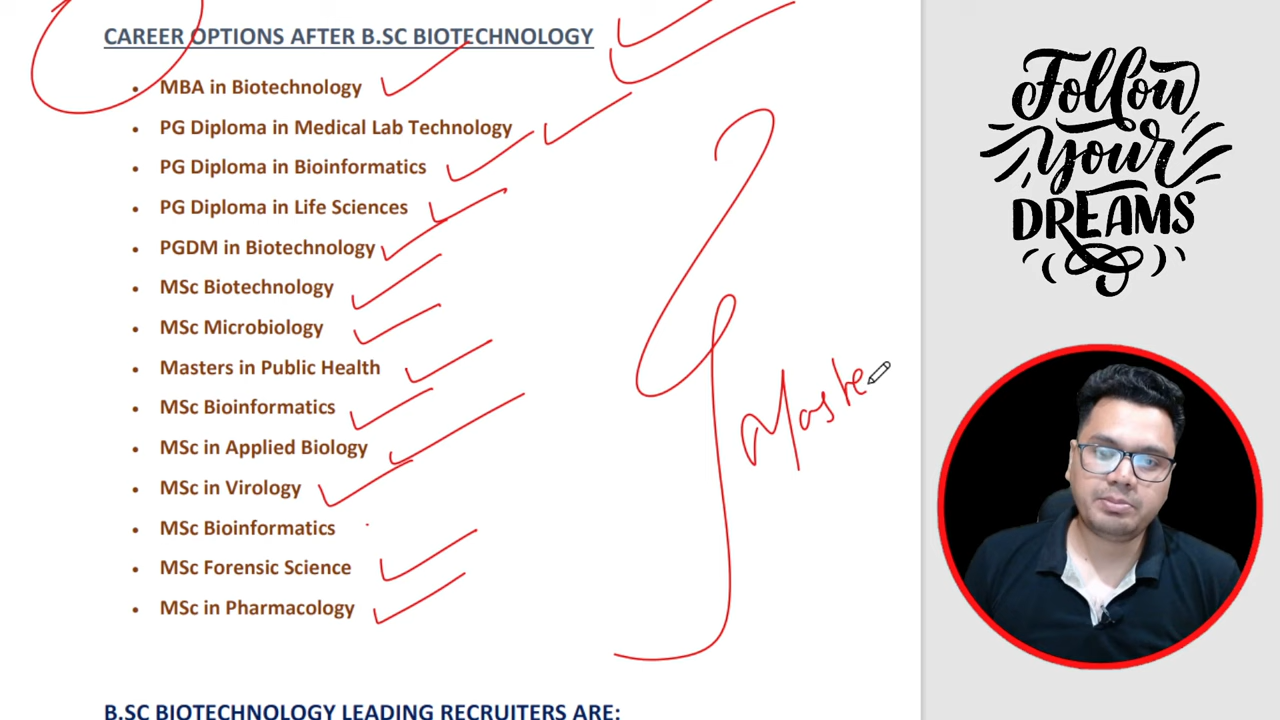 CAREER OPTIONS AFTER B.SC BIOTECHNOLOGY
• MBA in Biotechnology
• PG Diploma in Medical Lab Technology
• PG Diploma in Bioinformatics
• PG Diploma in Life Sciences
• PGDM in Biotechnology
• MSc Biotechnology
• MSc Microbiology
• Masters in Public Health
• MSc Bioinformatics
• MSc in Applied Biology
• MSc in Virology
• MSc Bioinformatics
• MSc Forensic Science
• MSc in Pharmacology
Maste
B.SC BIOTECHNOLOGY LEADING RECRUITERS ARE:
Follow
Your
DREAMS